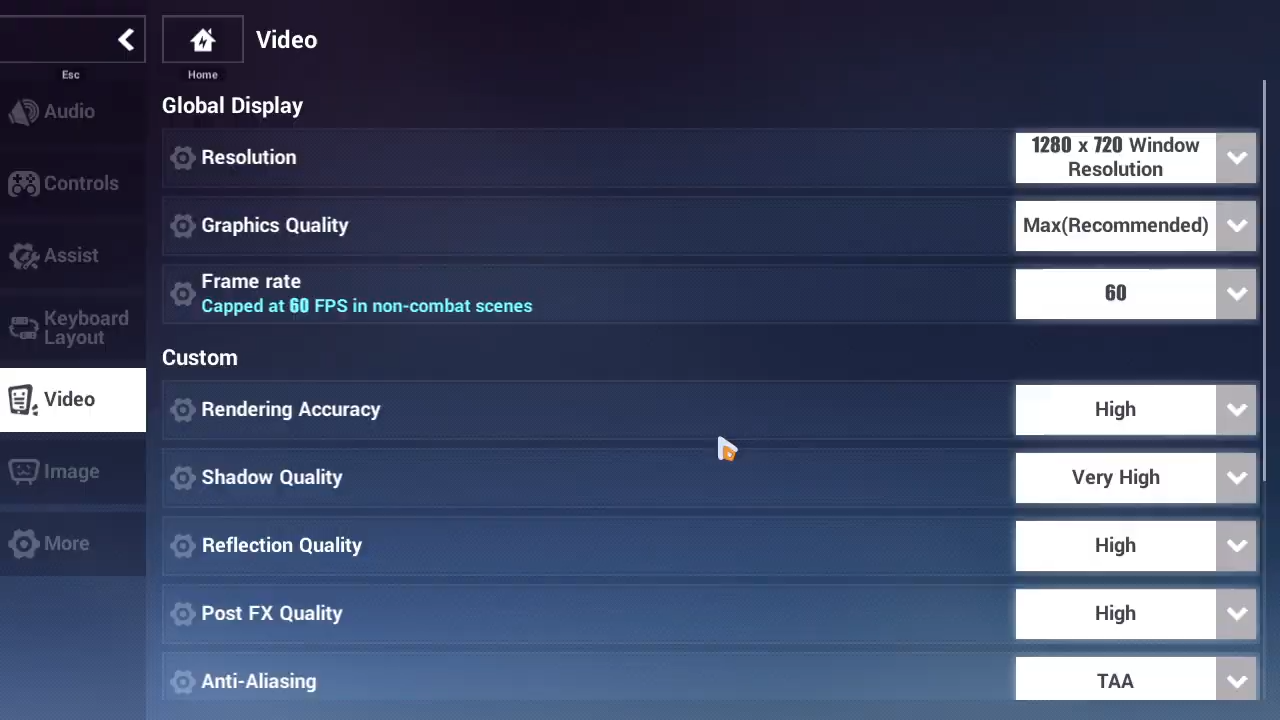 Video
Esc
Home
Audio
Controls
Assist
Keyboard
Layout
Video
Image
More
Global Display
Resolution
1280 x 720 Window
Resolution
Graphics Quality
Max(Recommended)
Frame rate
Capped at 60 FPS in non-combat scenes
60
Custom
Rendering Accuracy
High
Shadow Quality
Very High
Reflection Quality
High
Post FX Quality
High
Anti-Aliasing
TAA